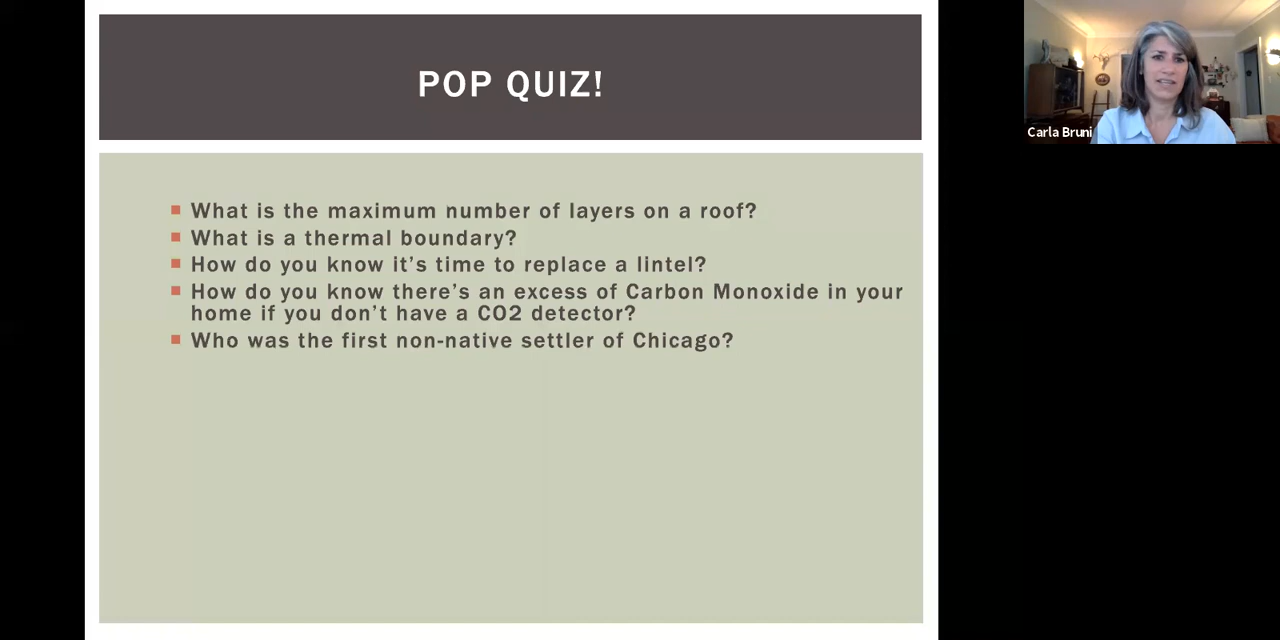 POP QUIZ!
What is the maximum number of layers on a roof?
What is a thermal boundary?
How do you know it's time to replace a lintel?
How do you know there's an excess of Carbon Monoxide in your
home if you don't have a CO2 detector?
Who was the first non-native settler of Chicago?
Carla Bruni